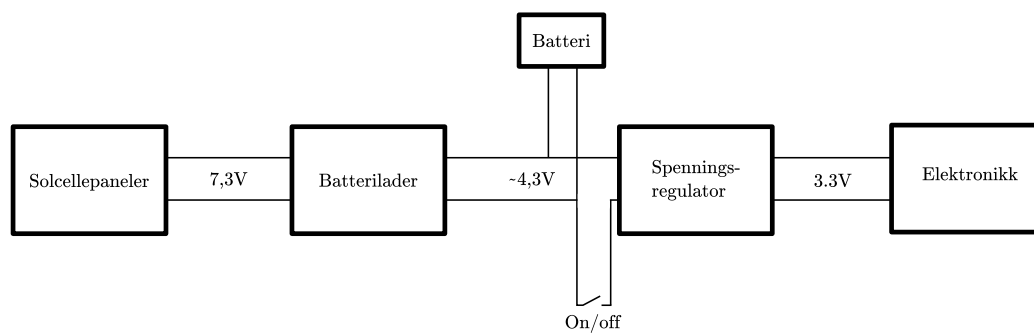 Batteri
Solcellepaneler
7,3V
Batterilader
~4,3V
Spennings-
regulator
3.3V
Elektronikk
On/off